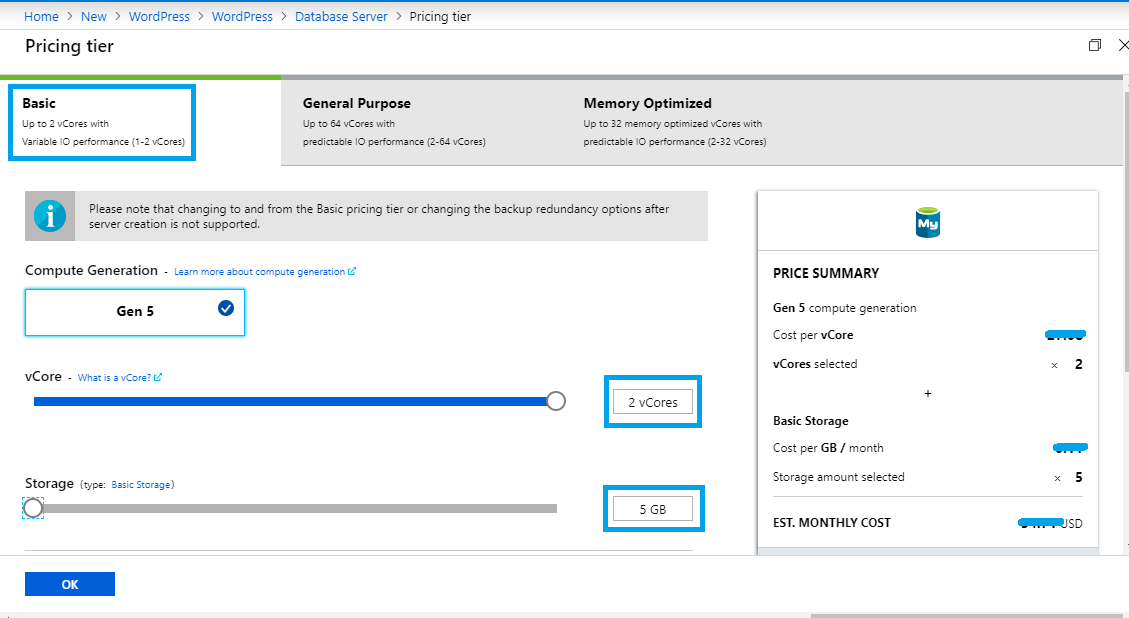 Home > New > WordPress > WordPress > Database Server > Pricing tier
Pricing tier
Basic
Up to 2 vCores with
Variable IO performance (1-2 vCores)
General Purpose
Up to 64 vCores with
predictable IO performance (2-64 vCores)
Memory Optimized
Up to 32 memory optimized vCores with
predictable IO performance (2-32 vCores)
Please note that changing to and from the Basic pricing tier or changing the backup redundancy options after
server creation is not supported.
Compute Generation - Learn more about compute generation
Gen 5
vCore - What is a vCore?
2 vCores
Storage (type: Basic Storage)
5 GB
My
PRICE SUMMARY
Gen 5 compute generation
Cost per vCore
vCores selected × 2
+
Basic Storage
Cost per GB / month
Storage amount selected × 5
EST. MONTHLY COST USD
OK